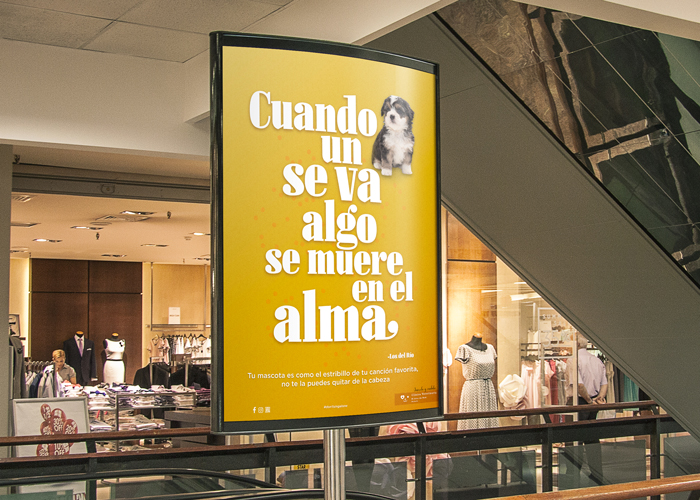 Cuando
un
se va
algo
se muere
en el
alma
-Los del Río
Tu mascota es como el estribillo de tu canción favorita,
no te la puedes quitar de la cabeza